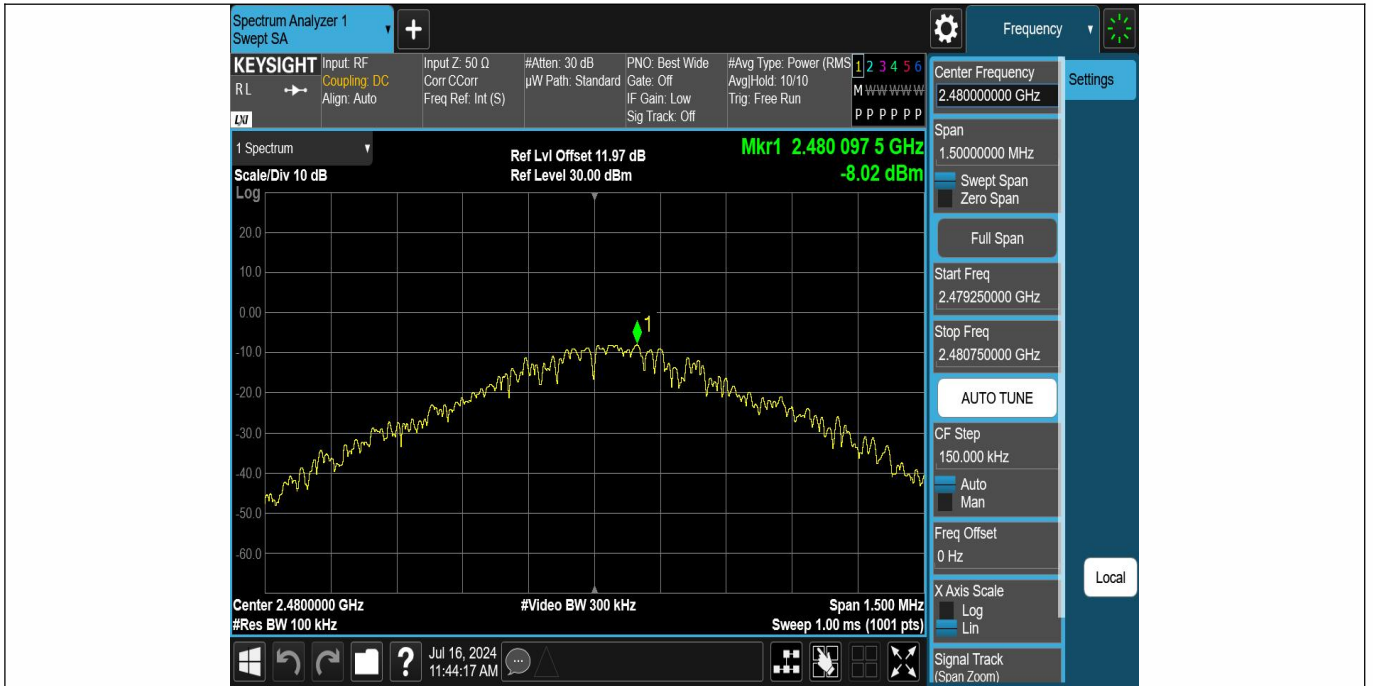 Spectrum Analyzer 1
Swept SA
+
Frequency
KEYSIGHT
R L
LXI
Input: RF
Coupling: DC
Align: Auto
Input Z: 50 Ω
Corr CCorr
Freq Ref: Int (S)
#Atten: 30 dB
µW Path: Standard
PNO: Best Wide
Gate: Off
IF Gain: Low
Sig Track: Off
#Avg Type: Power (RMS
Avg|Hold: 10/10
Trig: Free Run
1 2 3 4 5 6
M W W W W W
P P P P P P
1 Spectrum
Scale/Div 10 dB
Log
Ref Lvl Offset 11.97 dB
Ref Level 30.00 dBm
Mkr1 2.480 097 5 GHz
-8.02 dBm
20.0
10.0
0.00
-10.0
-20.0
-30.0
-40.0
-50.0
-60.0
1
Center 2.4800000 GHz
#Res BW 100 kHz
#Video BW 300 kHz
Span 1.500 MHz
Sweep 1.00 ms (1001 pts)
?
Jul 16, 2024
11:44:17 AM
Center Frequency
2.480000000 GHz
Settings
Span
1.50000000 MHz
Swept Span
Zero Span
Full Span
Start Freq
2.479250000 GHz
Stop Freq
2.480750000 GHz
AUTO TUNE
CF Step
150.000 kHz
Auto
Man
Freq Offset
0 Hz
Local
X Axis Scale
Log
Lin
Signal Track
(Span Zoom)